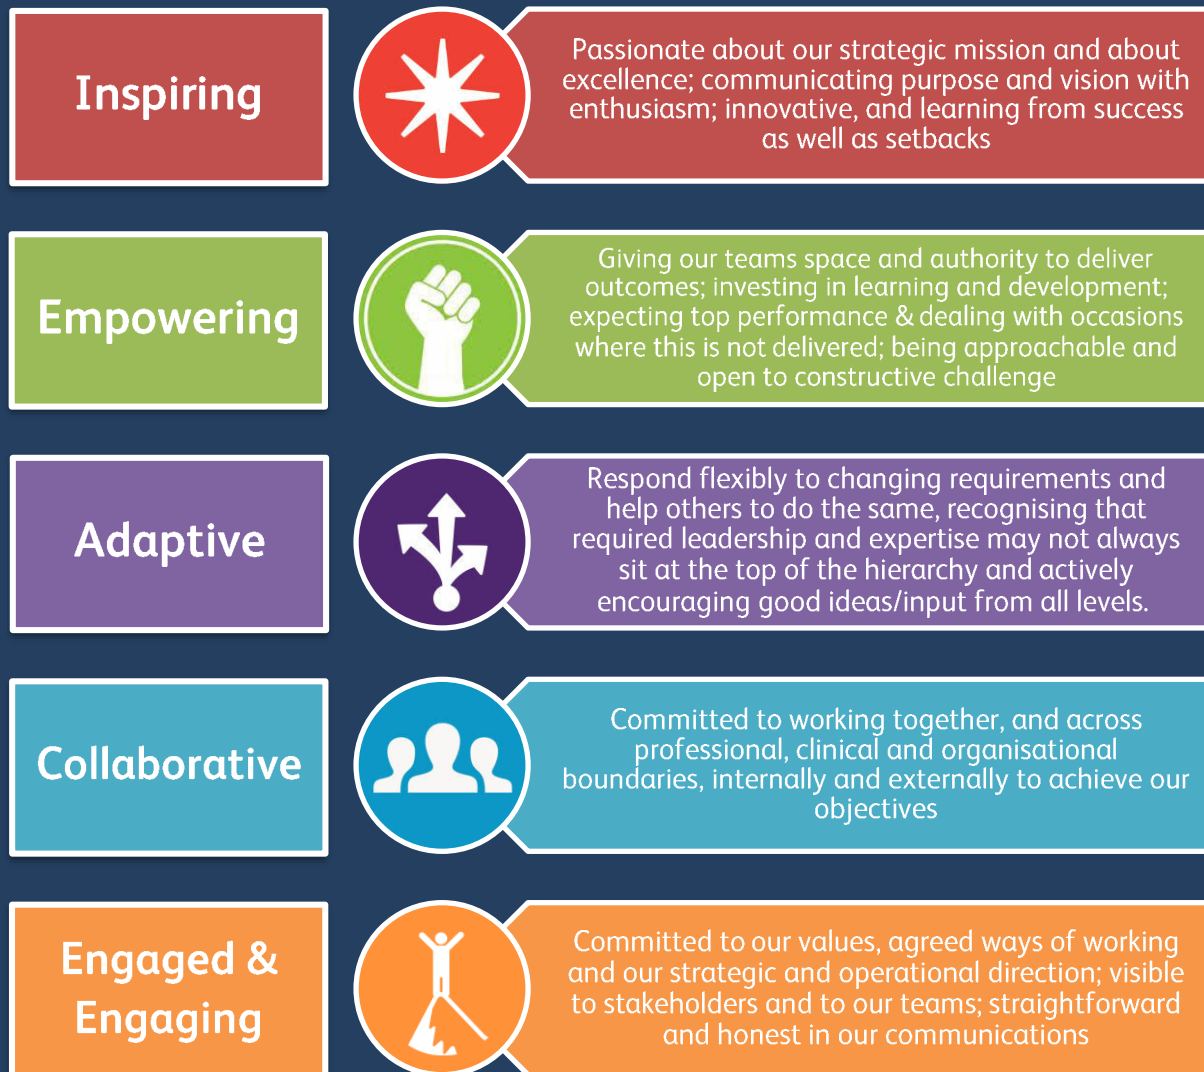 Inspiring
Passionate about our strategic mission and about
excellence; communicating purpose and vision with
enthusiasm; innovative, and learning from success
as well as setbacks
Empowering
Giving our teams space and authority to deliver
outcomes; investing in learning and development;
expecting top performance & dealing with occasions
where this is not delivered; being approachable and
open to constructive challenge
Adaptive
Respond flexibly to changing requirements and
help others to do the same, recognising that
required leadership and expertise may not always
sit at the top of the hierarchy and actively
encouraging good ideas/input from all levels.
Collaborative
Committed to working together, and across
professional, clinical and organisational
boundaries, internally and externally to achieve our
objectives
Engaged &
Engaging
Committed to our values, agreed ways of working
and our strategic and operational direction; visible
to stakeholders and to our teams; straightforward
and honest in our communications